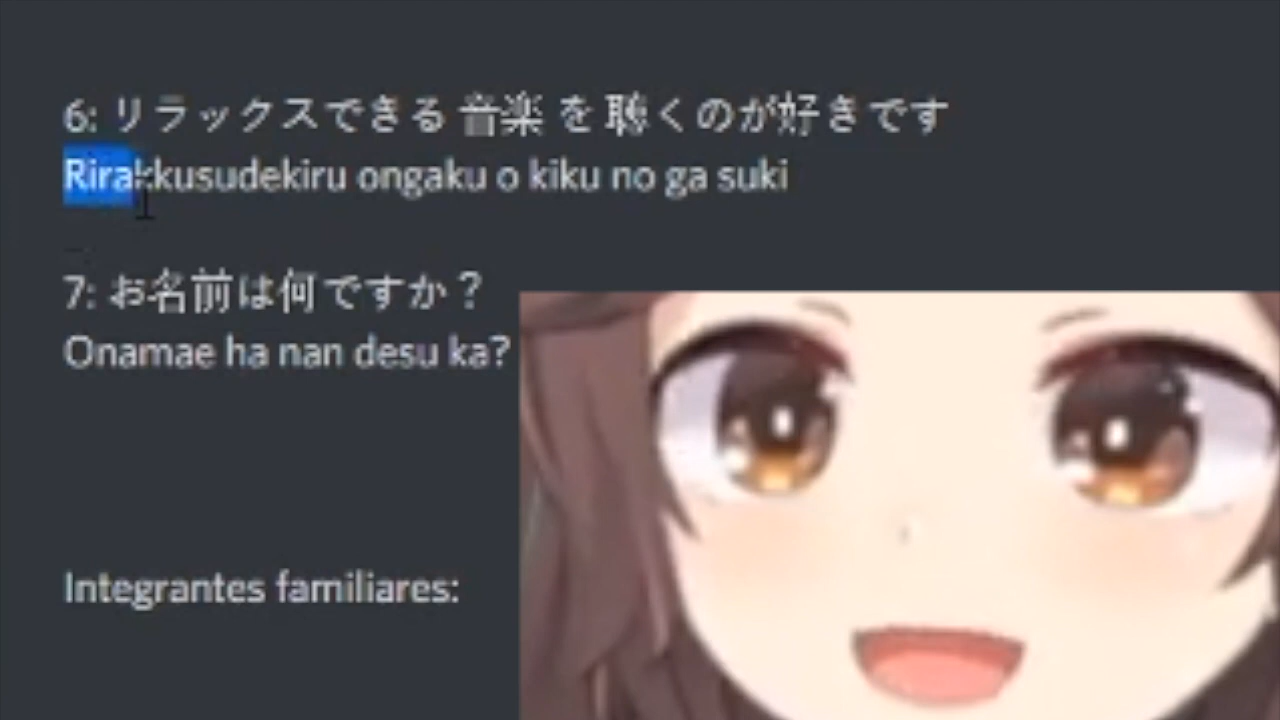 6: リラックスできる 音楽 を 聴くのが好きです
Rirakkusudekiru ongaku o kiku no ga suki
7: お名前は何ですか？
Onamae ha nan desu ka?
Integrantes familiares: